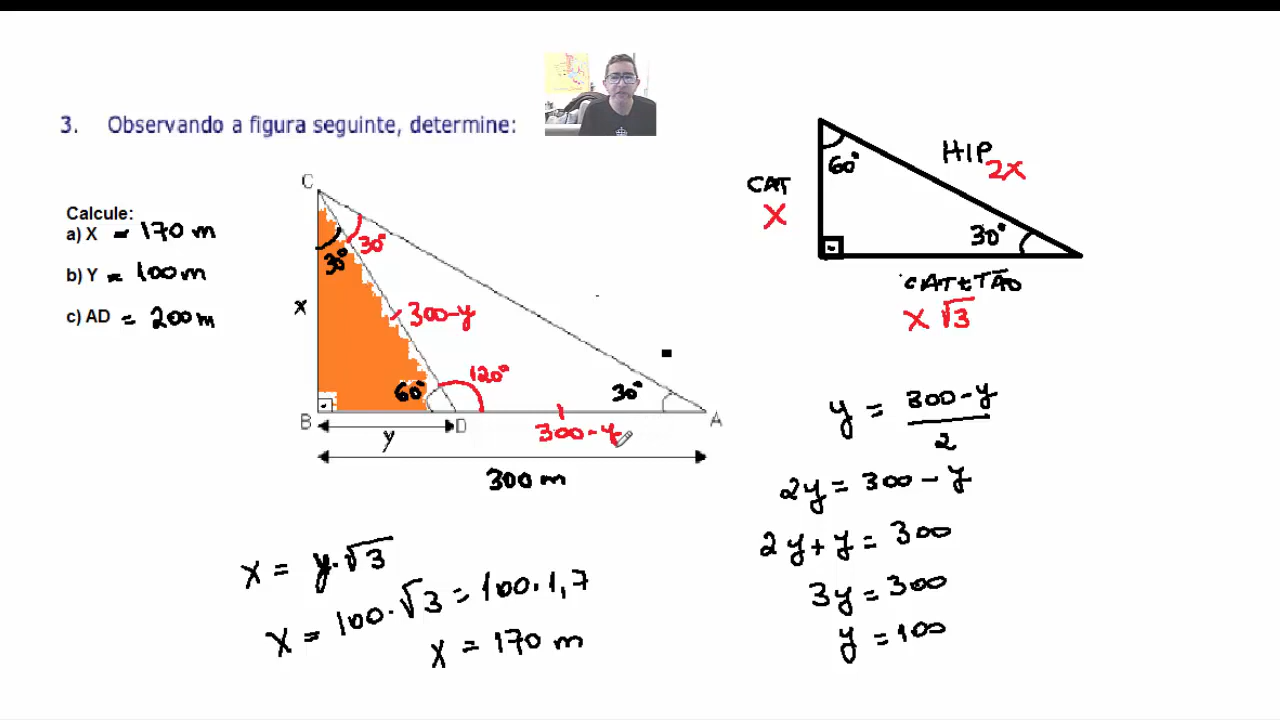 3. Observando a figura seguinte, determine:
Calcule:
a) X = 170 m
b) Y = 100 m
c) AD = 200 m
C
30°
30°
x
300-y
60°
120°
30°
B
D
A
y
300-y
300 m
60°
HIP
2x
CAT
X
30°
CATETÃO
X √3
y = 300-y
2
2y = 300 - y
2y + y = 300
3y = 300
y = 100
X = y.√3
X = 100.√3 = 100.1,7
X = 170 m